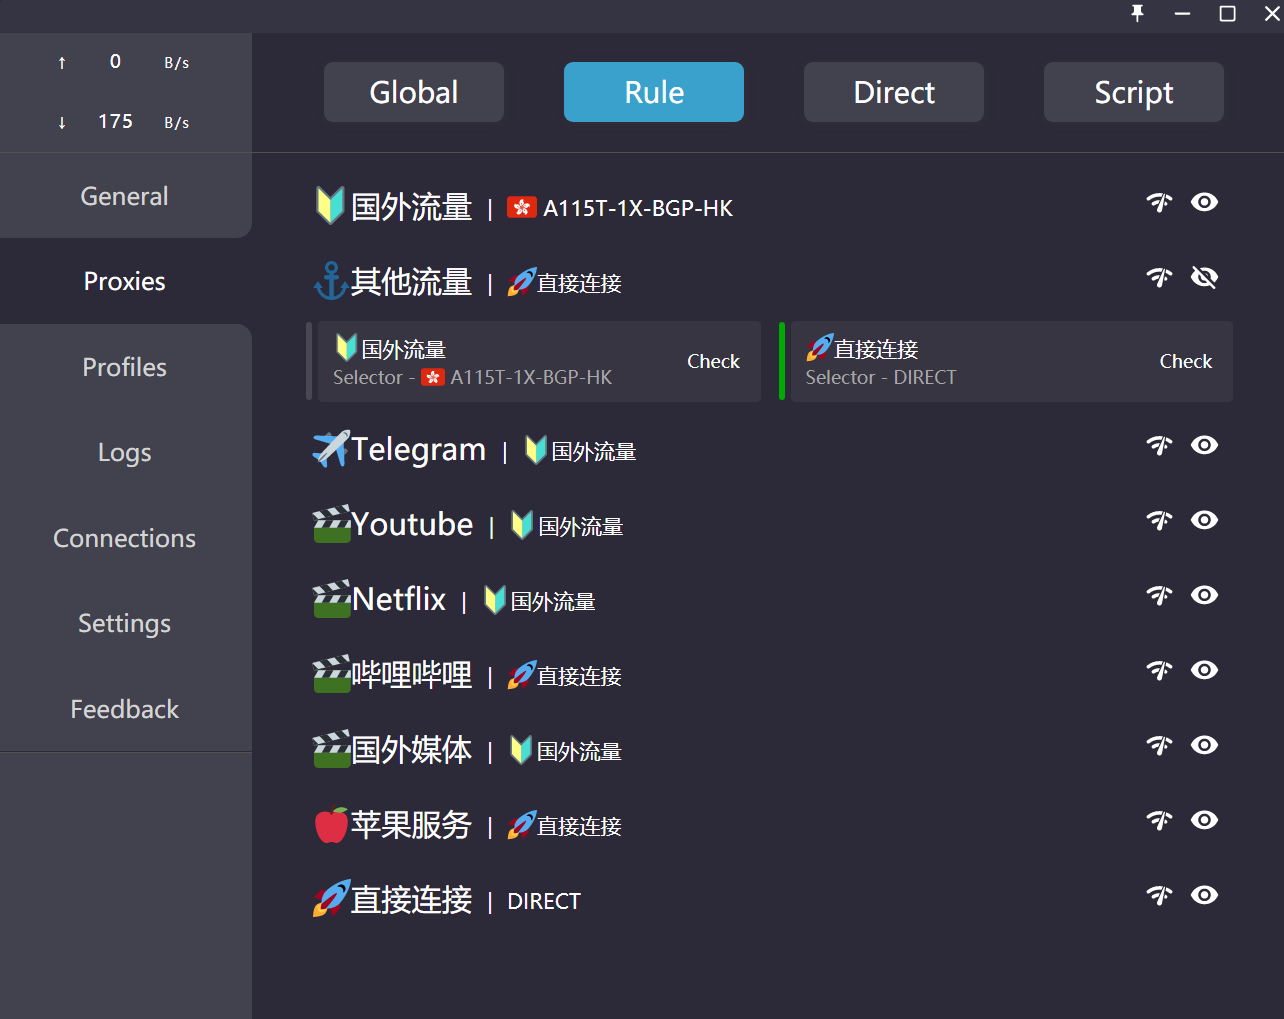 ↑ 0 B/s
↓ 175 B/s
General
Proxies
Profiles
Logs
Connections
Settings
Feedback
Global Rule Direct Script
国外流量 | A115T-1X-BGP-HK
其他流量 | 直接连接
国外流量
Selector - A115T-1X-BGP-HK
Check
直接连接
Selector - DIRECT
Check
Telegram | 国外流量
Youtube | 国外流量
Netflix | 国外流量
哔哩哔哩 | 直接连接
国外媒体 | 国外流量
苹果服务 | 直接连接
直接连接 | DIRECT